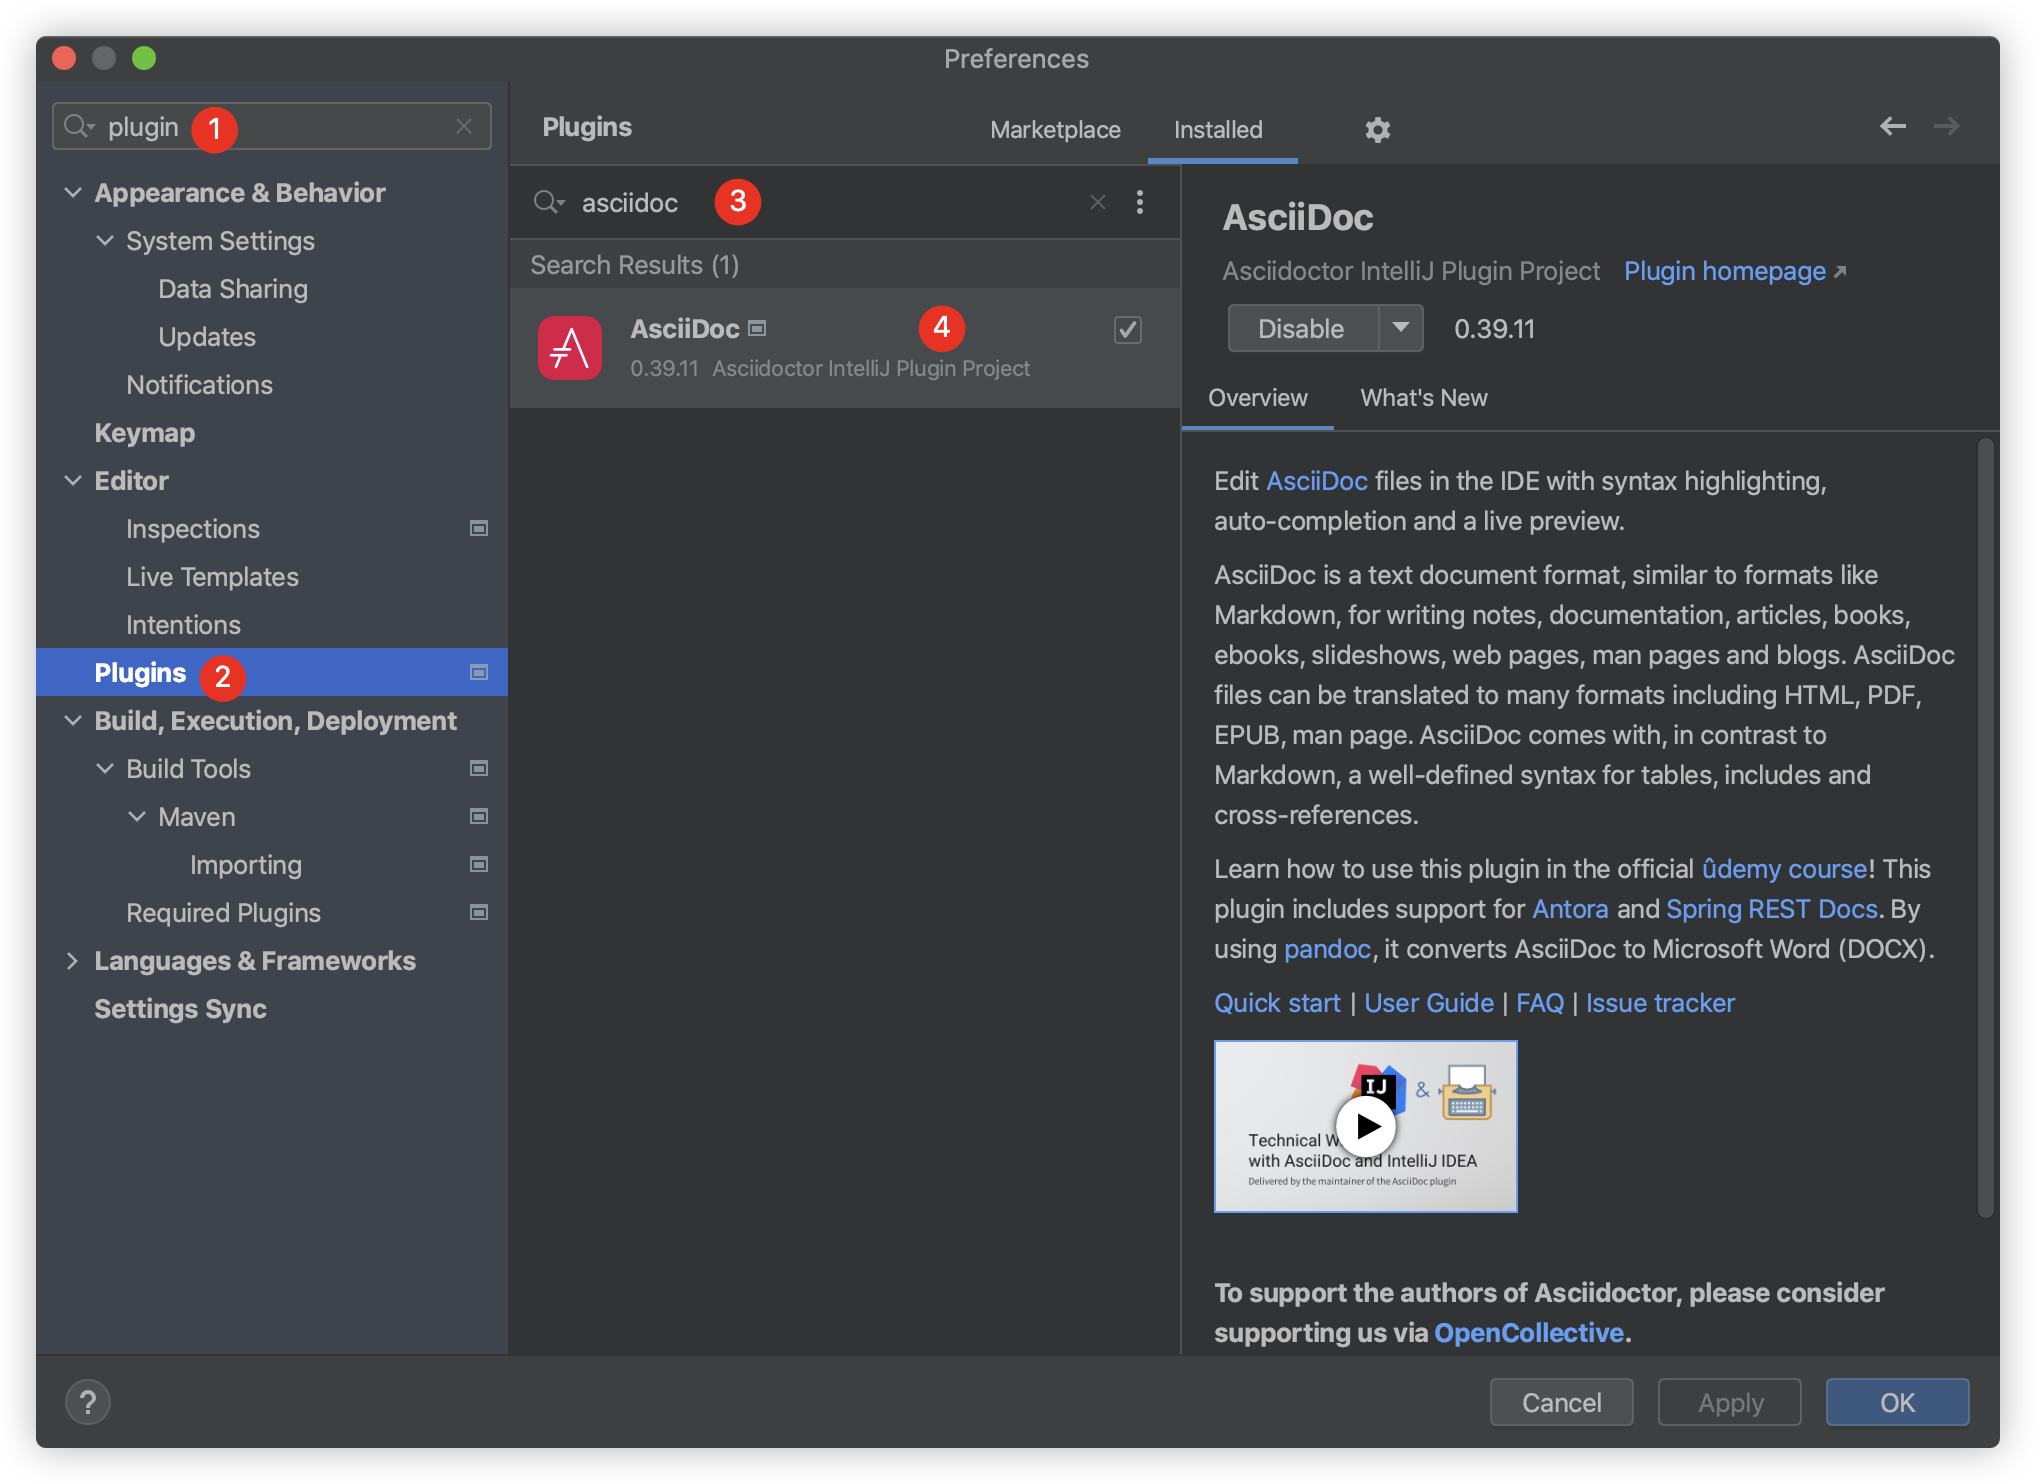 Preferences
plugin
1
Appearance & Behavior
System Settings
Data Sharing
Updates
Notifications
Keymap
Editor
Inspections
Live Templates
Intentions
Plugins
2
Build, Execution, Deployment
Build Tools
Maven
Importing
Required Plugins
Languages & Frameworks
Settings Sync
Plugins
Marketplace
Installed
asciidoc
3
Search Results (1)
AsciiDoc
4
0.39.11 Asciidoctor IntelliJ Plugin Project
AsciiDoc
Asciidoctor IntelliJ Plugin Project Plugin homepage
Disable
0.39.11
Overview
What's New
Edit AsciiDoc files in the IDE with syntax highlighting,
auto-completion and a live preview.
AsciiDoc is a text document format, similar to formats like
Markdown, for writing notes, documentation, articles, books,
ebooks, slideshows, web pages, man pages and blogs. AsciiDoc
files can be translated to many formats including HTML, PDF,
EPUB, man page. AsciiDoc comes with, in contrast to
Markdown, a well-defined syntax for tables, includes and
cross-references.
Learn how to use this plugin in the official ûdemy course! This
plugin includes support for Antora and Spring REST Docs. By
using pandoc, it converts AsciiDoc to Microsoft Word (DOCX).
Quick start | User Guide | FAQ | Issue tracker
IJ &
Technical W
with AsciiDoc and IntelliJ IDEA
Delivered by the maintainer of the AsciiDoc plugin
To support the authors of Asciidoctor, please consider
supporting us via OpenCollective.
?
Cancel
Apply
OK